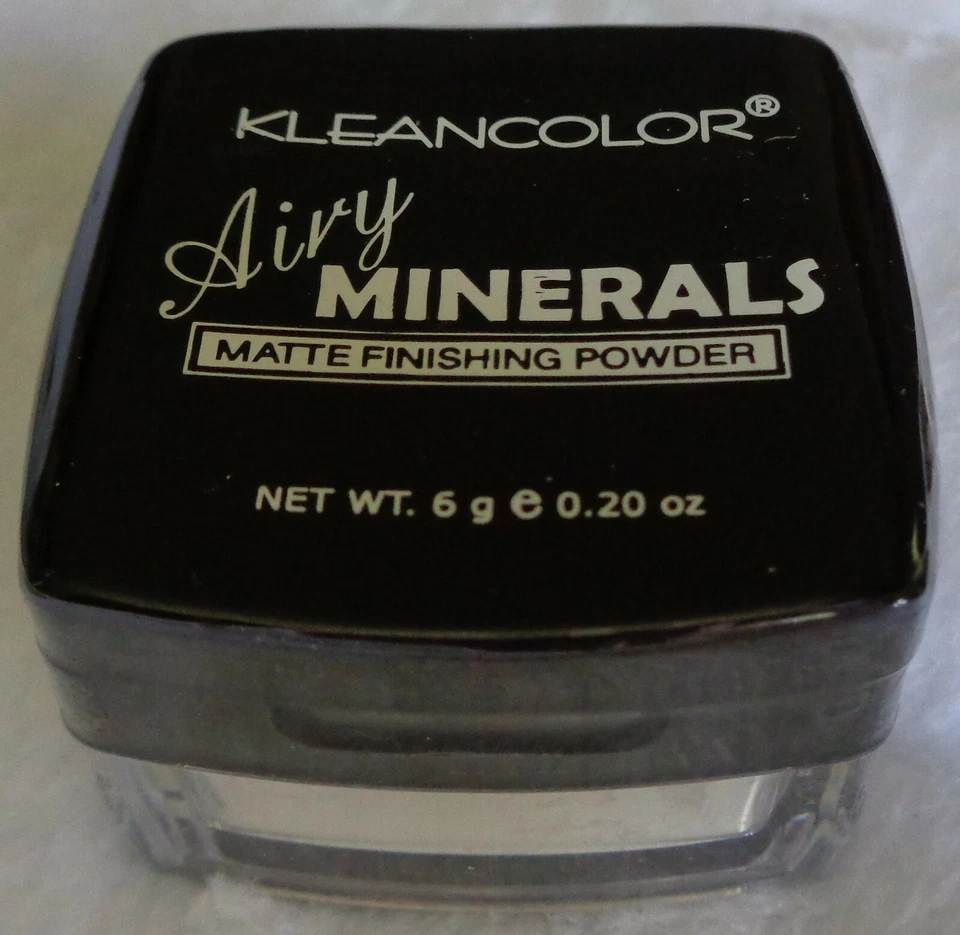 KLEANCOLOR®
Airy
MINERALS
MATTE FINISHING POWDER
NET WT. 6 g ℮ 0.20 oz